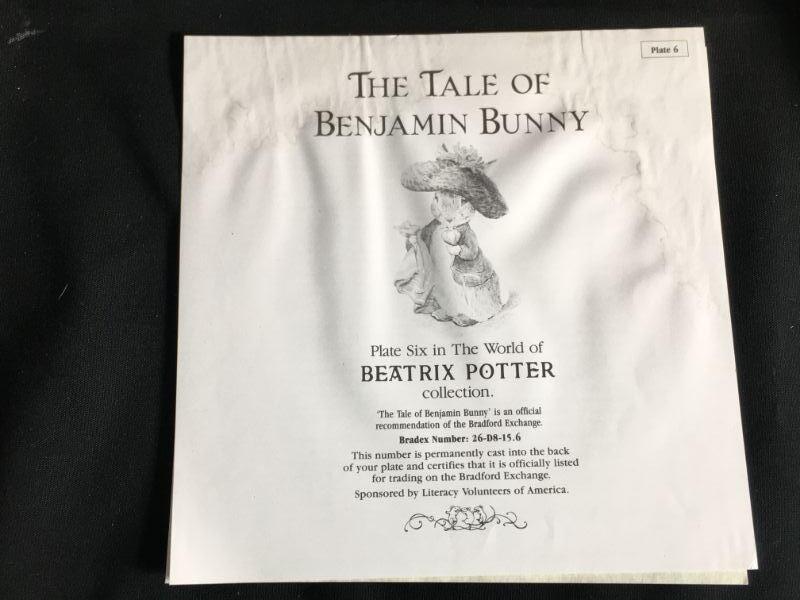 Plate 6
THE TALE OF
BENJAMIN BUNNY
Plate Six in The World of
BEATRIX POTTER
collection.
'The Tale of Benjamin Bunny' is an official
recommendation of the Bradford Exchange.
Bradex Number: 26-D8-15.6
This number is permanently cast into the back
of your plate and certifies that it is officially listed
for trading on the Bradford Exchange.
Sponsored by Literacy Volunteers of America.